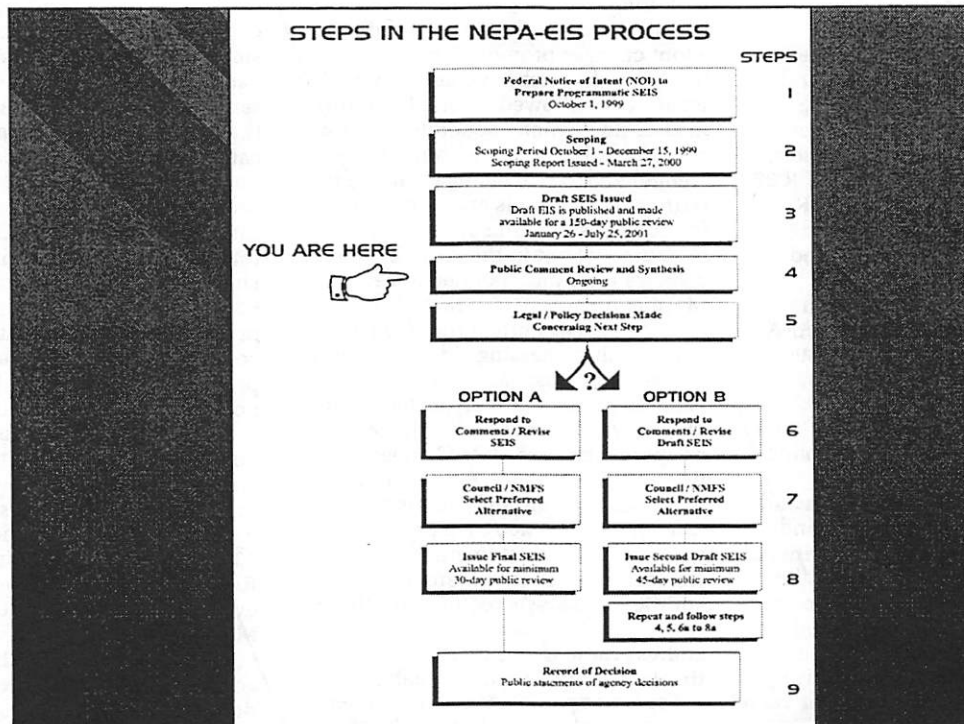 STEPS IN THE NEPA-EIS PROCESS
STEPS
Federal Notice of Intent (NOI) to
Prepare Programmatic SEIS
October 1, 1999
1
Scoping
Scoping Period October 1 - December 15, 1999
Scoping Report Issued - March 27, 2000
2
Draft SEIS Issued
Draft EIS is published and made
available for a 150-day public review
January 26 - July 25, 2001
3
YOU ARE HERE
Public Comment Review and Synthesis
Ongoing
4
Legal / Policy Decisions Made
Concerning Next Step
5
?
OPTION A
Respond to
Comments / Revise
SEIS
OPTION B
Respond to
Comments / Revise
Draft SEIS
6
Council / NMFS
Select Preferred
Alternative
Council / NMFS
Select Preferred
Alternative
7
Issue Final SEIS
Available for minimum
30-day public review
Issue Second Draft SEIS
Available for minimum
45-day public review
8
Repeat and follow steps
4, 5, 6a to 8a
Record of Decision
Public statements of agency decisions
9